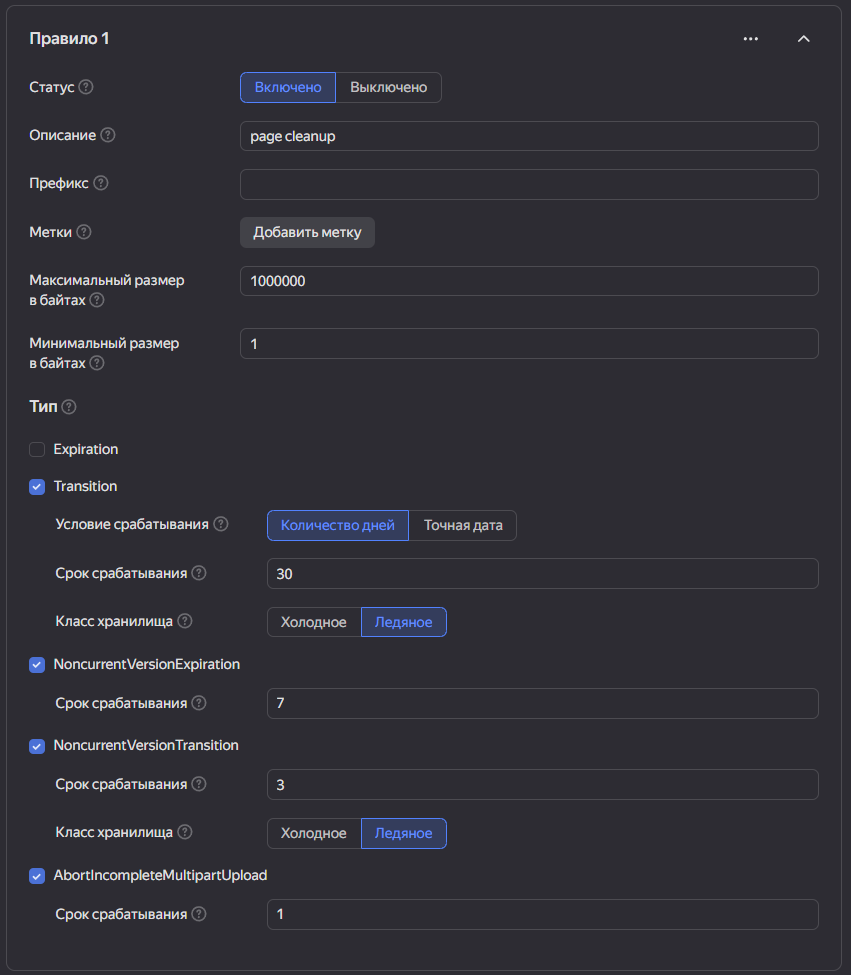 Правило 1
Статус
Включено Выключено
Описание
page cleanup
Префикс
Метки
Добавить метку
Максимальный размер
в байтах
1000000
Минимальный размер
в байтах
1
Тип
Expiration
Transition
Условие срабатывания
Количество дней Точная дата
Срок срабатывания
30
Класс хранилища
Холодное Ледяное
NoncurrentVersionExpiration
Срок срабатывания
7
NoncurrentVersionTransition
Срок срабатывания
3
Класс хранилища
Холодное Ледяное
AbortIncompleteMultipartUpload
Срок срабатывания
1